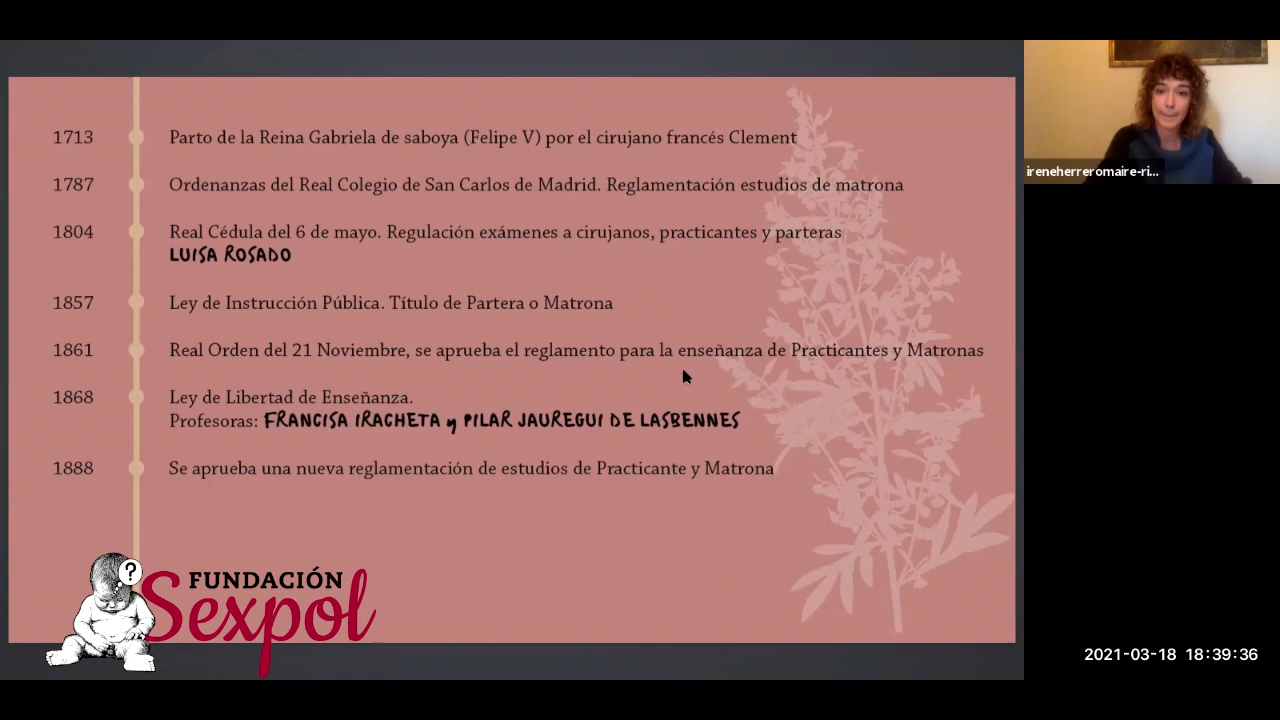 1713 Parto de la Reina Gabriela de saboya (Felipe V) por el cirujano francés Clement
1787 Ordenanzas del Real Colegio de San Carlos de Madrid. Reglamentación estudios de matrona
1804 Real Cédula del 6 de mayo. Regulación exámenes a cirujanos, practicantes y parteras
LUISA ROSADO
1857 Ley de Instrucción Pública. Título de Partera o Matrona
1861 Real Orden del 21 Noviembre, se aprueba el reglamento para la enseñanza de Practicantes y Matronas
1868 Ley de Libertad de Enseñanza.
Profesoras: FRANCISA IRACHETA y PILAR JAUREGUI DE LASBENNES
1888 Se aprueba una nueva reglamentación de estudios de Practicante y Matrona
?
FUNDACIÓN
Sexpol
ireneherreromaire-ri...
2021-03-18 18:39:36